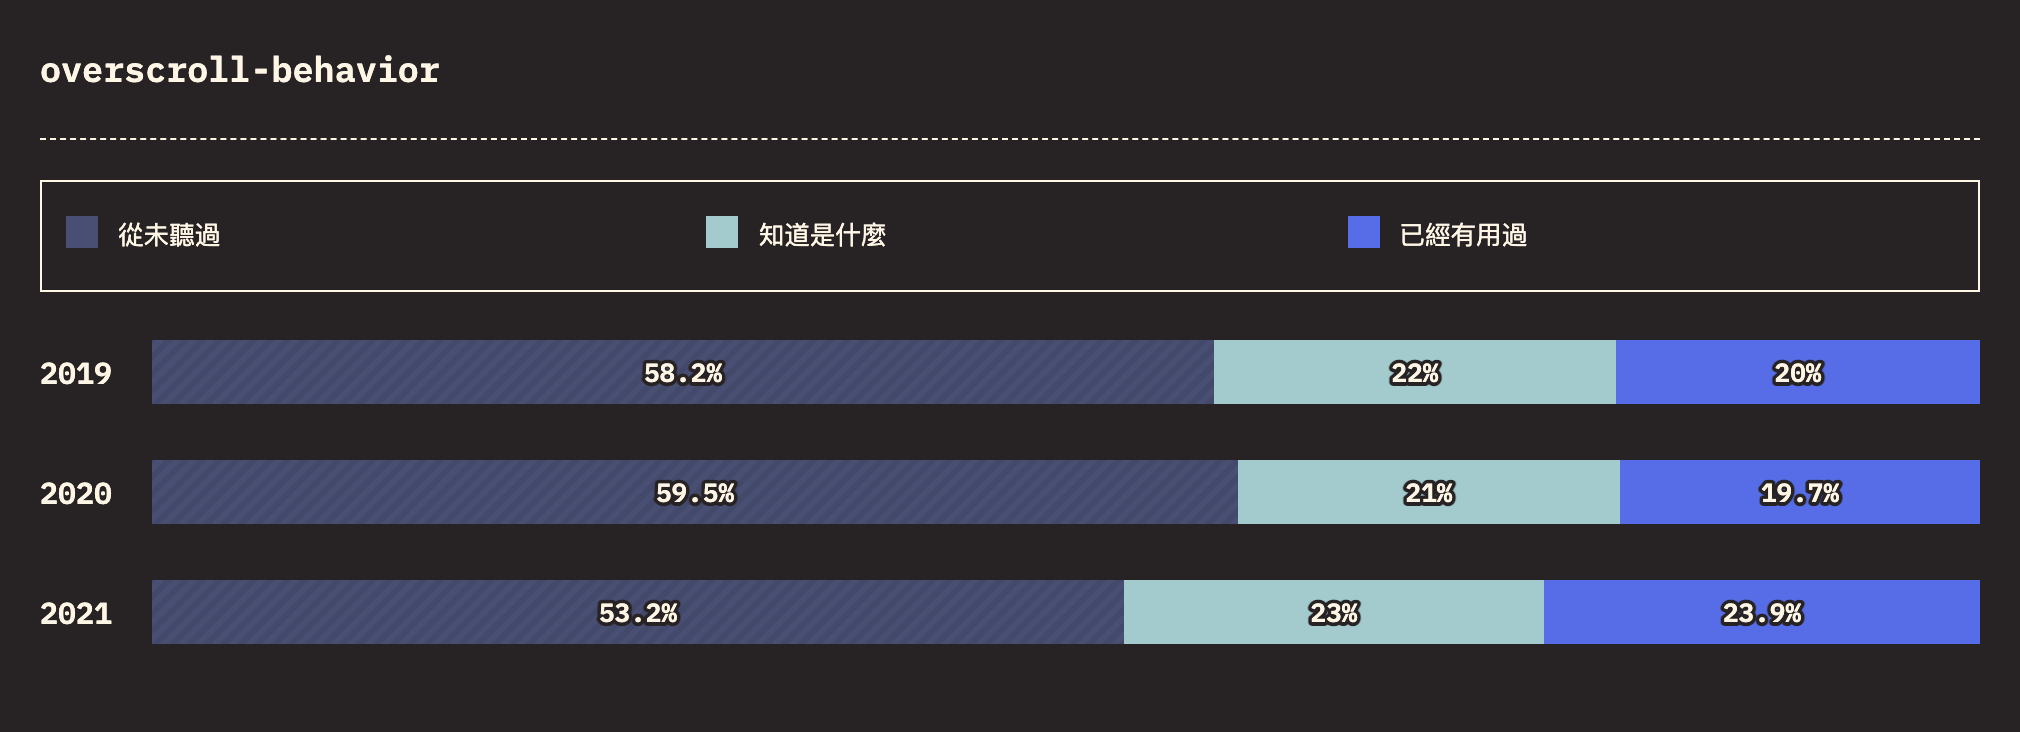 overscroll-behavior
從未聽過 知道是什麼 已經有用過
2019 58.2% 22% 20%
2020 59.5% 21% 19.7%
2021 53.2% 23% 23.9%